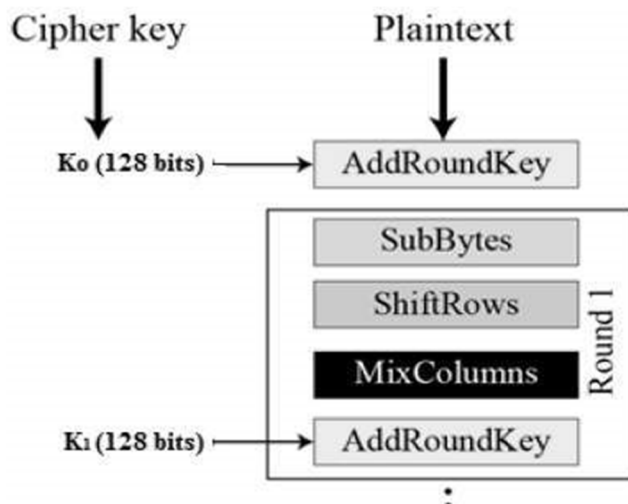 Cipher key
Plaintext
K0 (128 bits)
AddRoundKey
SubBytes
ShiftRows
MixColumns
Round 1
K1 (128 bits)
AddRoundKey